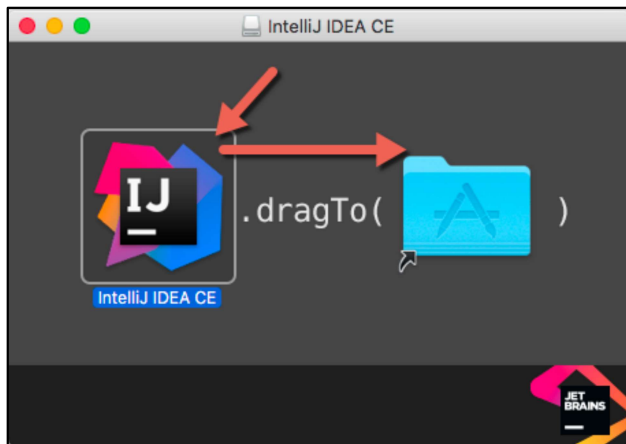 IntelliJ IDEA CE
IJ
.dragTo( )
IntelliJ IDEA CE
JET
BRAINS